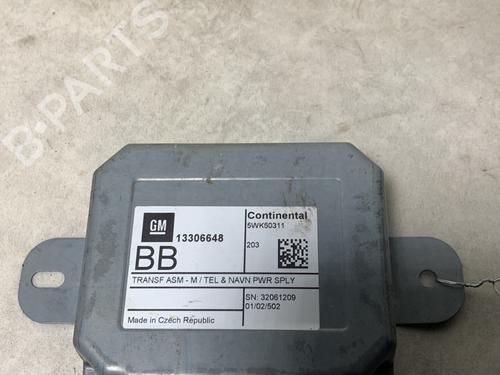 B-PARTS
GM
13306648
Continental
5WK50311
BB
203
TRANSF ASM - M / TEL & NAVN PWR SPLY
SN: 32061209
01/02/502
Made in Czech Republic